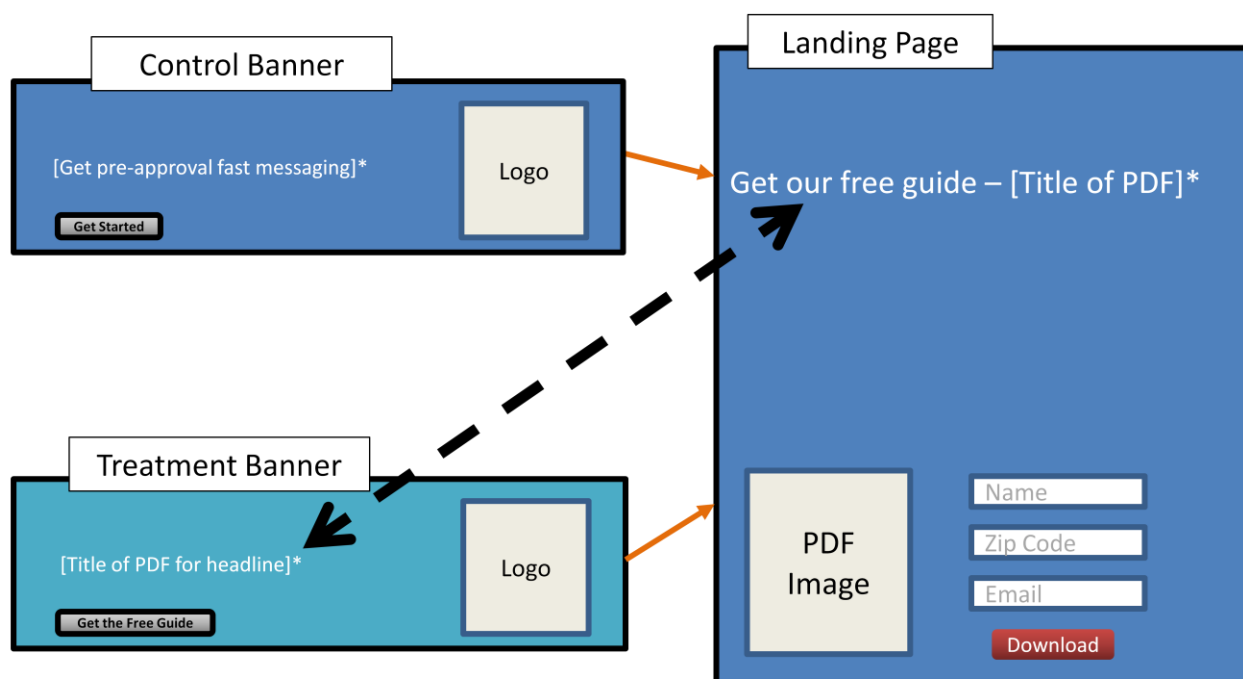 Control Banner
[Get pre-approval fast messaging]*
Get Started
Logo
Treatment Banner
[Title of PDF for headline]*
Get the Free Guide
Logo
Landing Page
Get our free guide – [Title of PDF]*
PDF
Image
Name
Zip Code
Email
Download